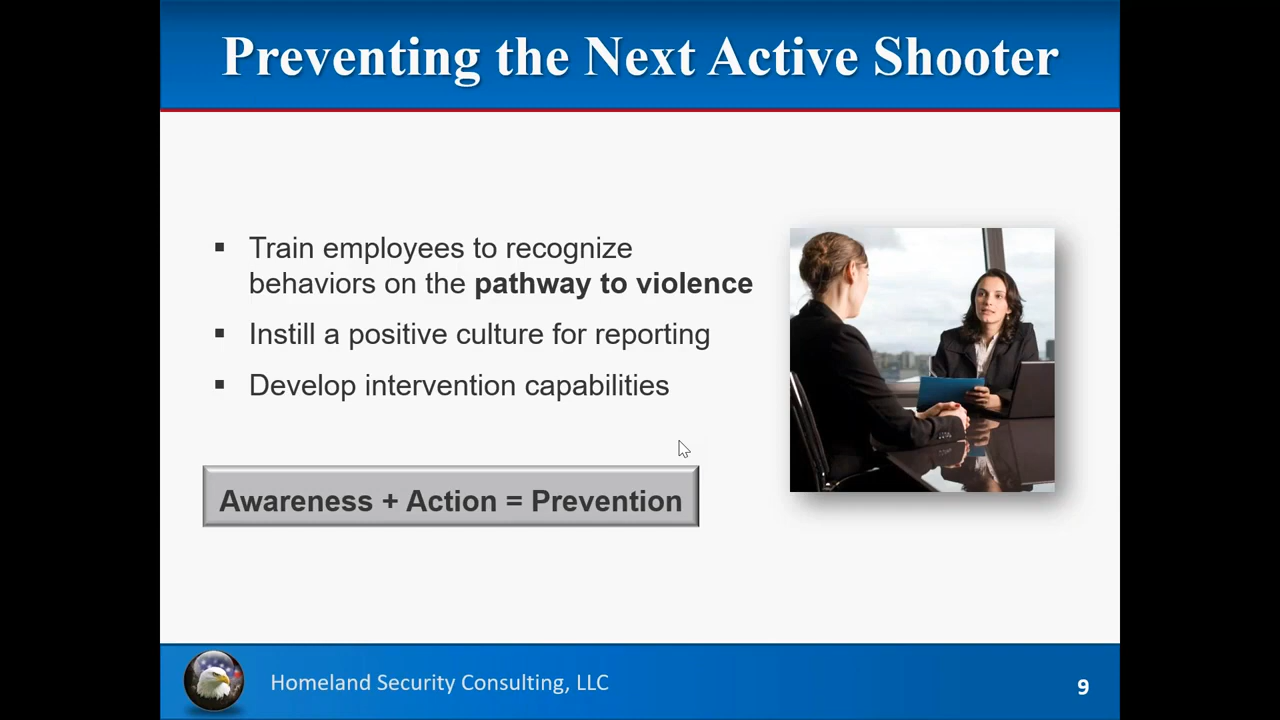 Preventing the Next Active Shooter
▪ Train employees to recognize
behaviors on the pathway to violence
▪ Instill a positive culture for reporting
▪ Develop intervention capabilities
Awareness + Action = Prevention
Homeland Security Consulting, LLC
9